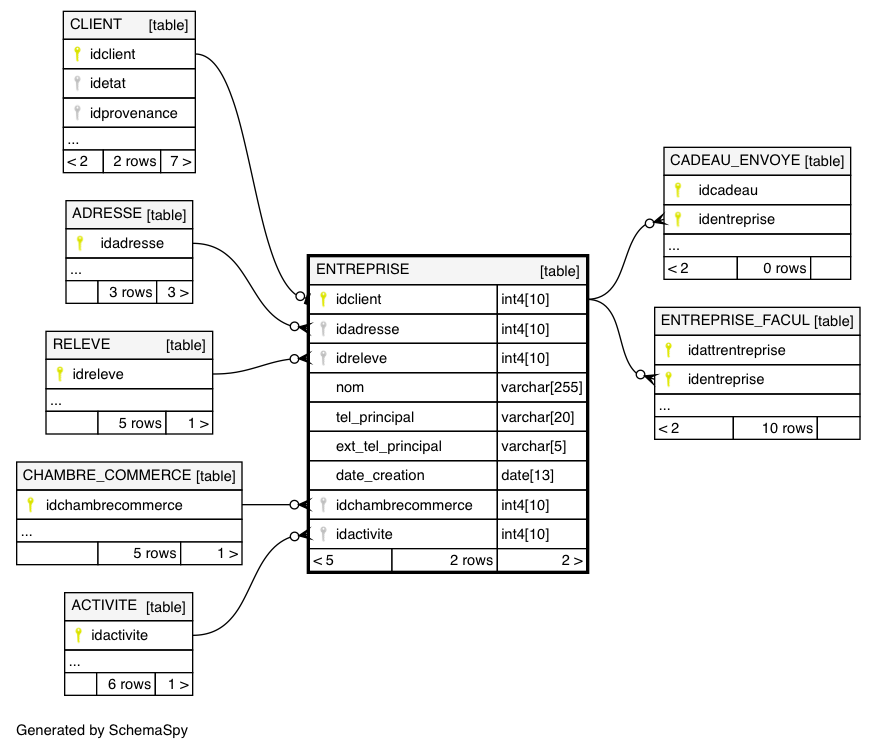 CLIENT [table]
idclient
idetat
idprovenance
...
< 2 2 rows 7 >
ADRESSE [table]
idadresse
...
3 rows 3 >
RELEVE [table]
idreleve
...
5 rows 1 >
CHAMBRE_COMMERCE [table]
idchambrecommerce
...
5 rows 1 >
ACTIVITE [table]
idactivite
...
6 rows 1 >
ENTREPRISE [table]
idclient int4[10]
idadresse int4[10]
idreleve int4[10]
nom varchar[255]
tel_principal varchar[20]
ext_tel_principal varchar[5]
date_creation date[13]
idchambrecommerce int4[10]
idactivite int4[10]
< 5 2 rows 2 >
CADEAU_ENVOYE [table]
idcadeau
identreprise
...
< 2 0 rows
ENTREPRISE_FACUL [table]
idattrentreprise
identreprise
...
< 2 10 rows
Generated by SchemaSpy